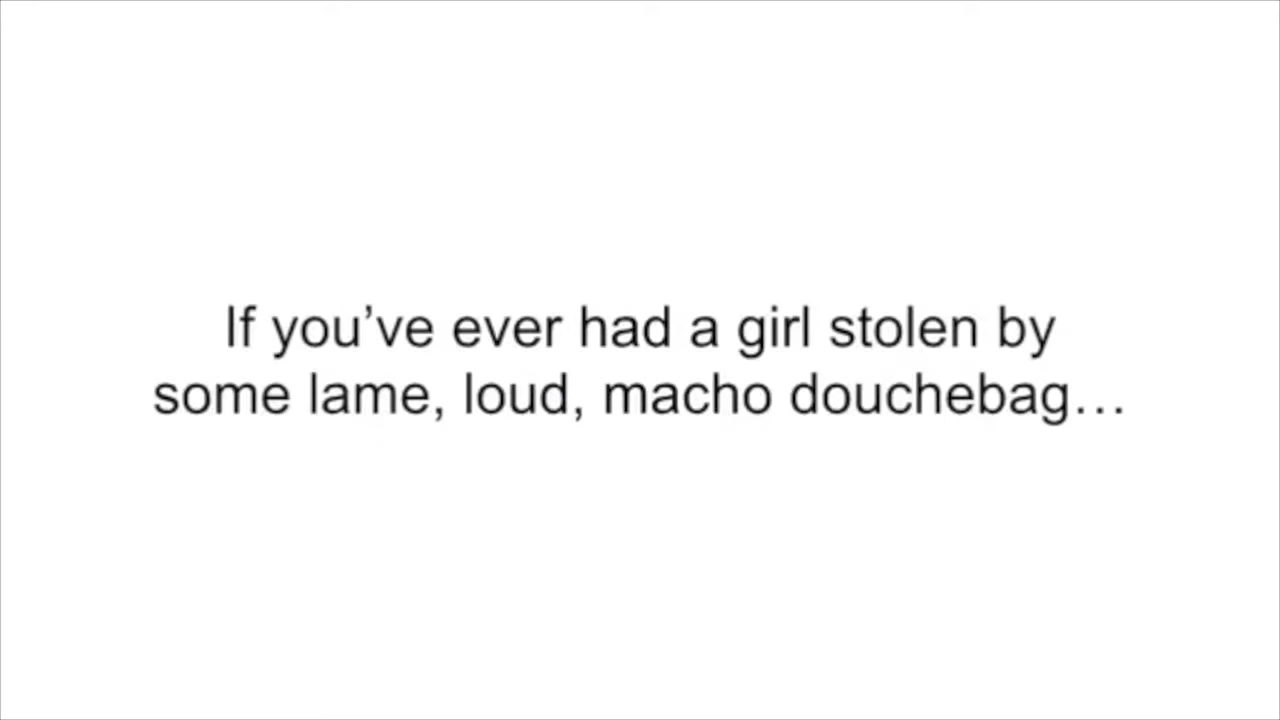 If you’ve ever had a girl stolen by
some lame, loud, macho douchebag…